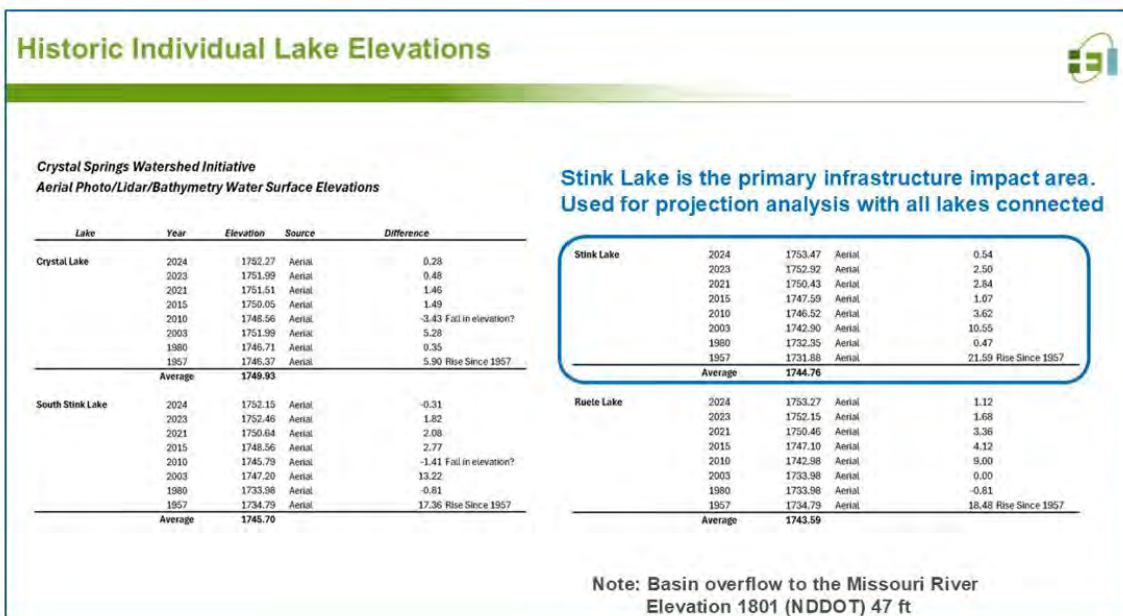 Historic Individual Lake Elevations
Crystal Springs Watershed Initiative
Aerial Photo/Lidar/Bathymetry Water Surface Elevations
Lake Year Elevation Source Difference
Crystal Lake 2024 1752.27 Aerial 0.28
2023 1751.99 Aerial 0.48
2021 1751.51 Aerial 1.46
2015 1750.05 Aerial 1.49
2010 1748.56 Aerial -3.43 Fall in elevation?
2003 1751.99 Aerial 5.28
1980 1746.71 Aerial 0.35
1957 1746.37 Aerial 5.90 Rise Since 1957
Average 1749.93
South Stink Lake 2024 1752.15 Aerial -0.31
2023 1752.46 Aerial 1.82
2021 1750.64 Aerial 2.08
2015 1748.56 Aerial 2.77
2010 1745.79 Aerial -1.41 Fall in elevation?
2003 1747.20 Aerial 13.22
1980 1733.98 Aerial -0.81
1957 1734.79 Aerial 17.36 Rise Since 1957
Average 1745.70
Stink Lake is the primary infrastructure impact area.
Used for projection analysis with all lakes connected
Stink Lake 2024 1753.47 Aerial 0.54
2023 1752.92 Aerial 2.50
2021 1750.43 Aerial 2.84
2015 1747.59 Aerial 1.07
2010 1746.52 Aerial 3.62
2003 1742.90 Aerial 10.55
1980 1732.35 Aerial 0.47
1957 1731.88 Aerial 21.59 Rise Since 1957
Average 1744.76
Ruele Lake 2024 1753.27 Aerial 1.12
2023 1752.15 Aerial 1.68
2021 1750.46 Aerial 3.36
2015 1747.10 Aerial 4.12
2010 1742.98 Aerial 9.00
2003 1733.98 Aerial 0.00
1980 1733.98 Aerial -0.81
1957 1734.79 Aerial 18.48 Rise Since 1957
Average 1743.59
Note: Basin overflow to the Missouri River
Elevation 1801 (NDDOT) 47 ft